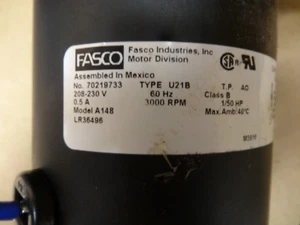 FASCO
Fasco Industries, Inc
Motor Division
Assembled In Mexico
No. 70219733 TYPE U21B T.P. AO
208-230 V 60 Hz Class B
0.5 A 3000 RPM 1/50 HP
Model A148 Max.Amb/40°C
LR36496